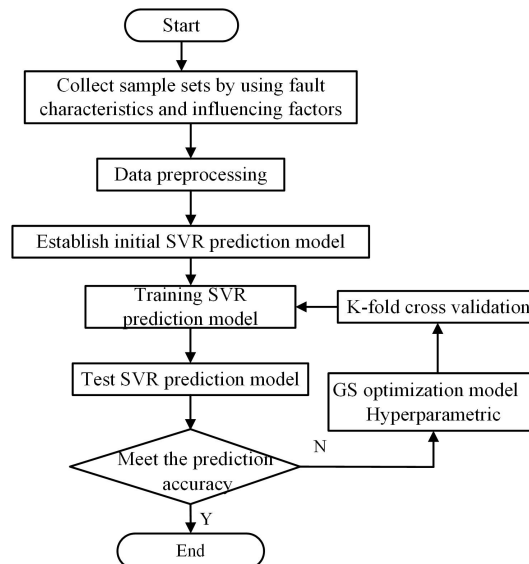 Start
Collect sample sets by using fault
characteristics and influencing factors
Data preprocessing
Establish initial SVR prediction model
Training SVR
prediction model
K-fold cross validation
Test SVR prediction model
GS optimization model
Hyperparametric
Meet the prediction
accuracy
N
Y
End